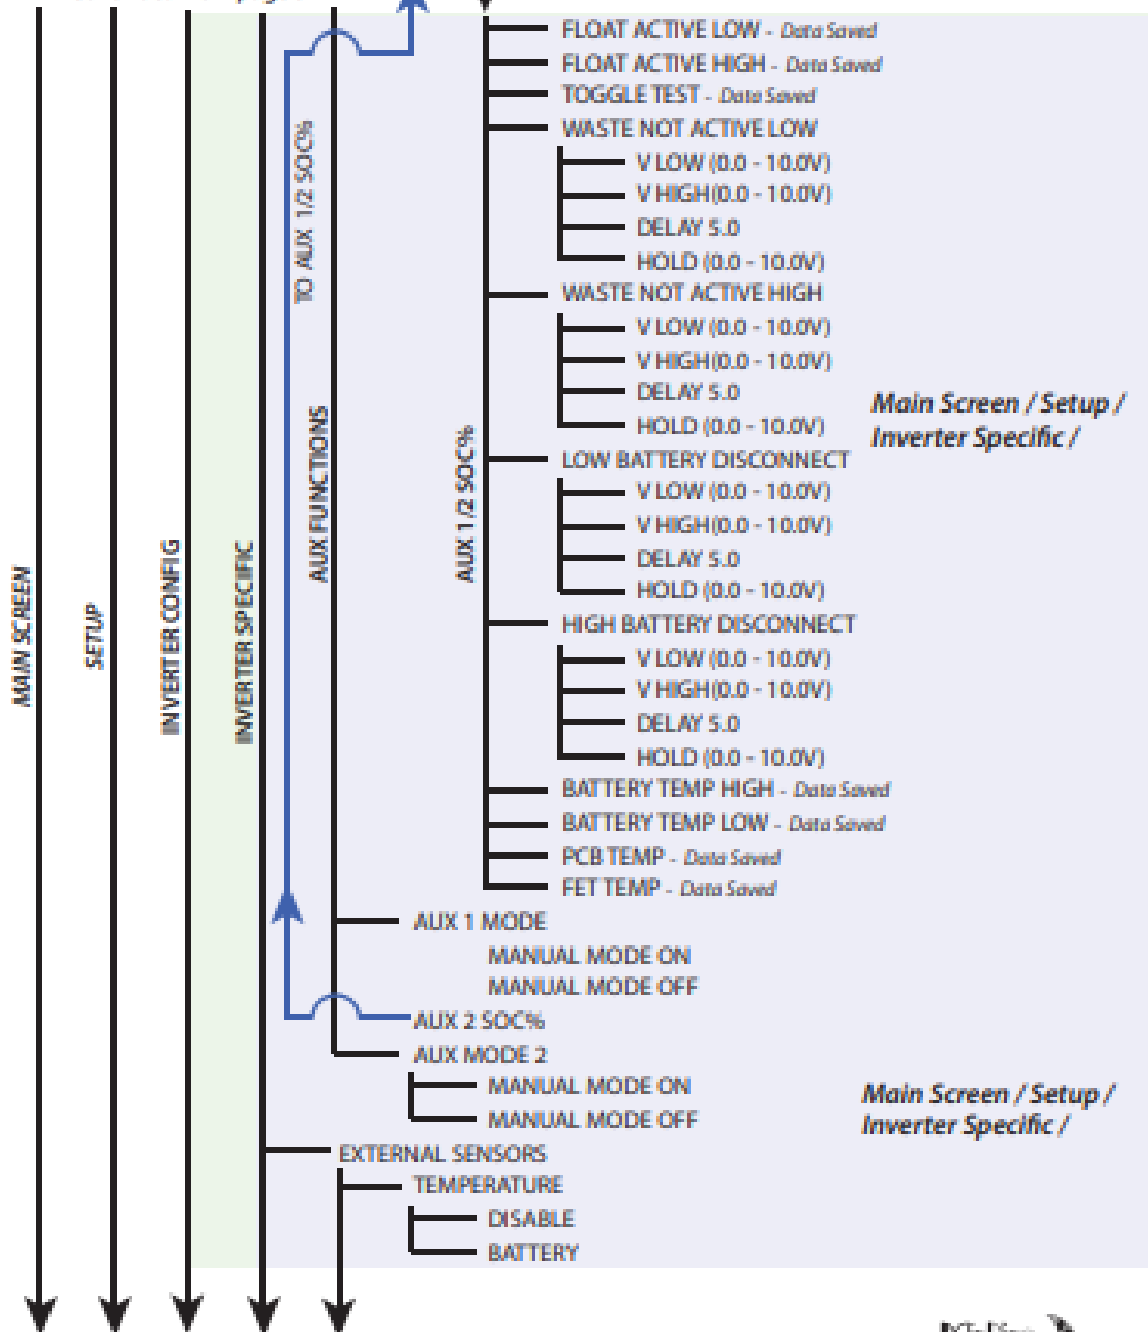 FLOAT ACTIVE LOW - Data Saved
FLOAT ACTIVE HIGH - Data Saved
TOGGLE TEST - Data Saved
WASTE NOT ACTIVE LOW
V LOW (0.0 - 10.0V)
V HIGH(0.0 - 10.0V)
DELAY 5.0
HOLD (0.0 - 10.0V)
WASTE NOT ACTIVE HIGH
V LOW (0.0 - 10.0V)
V HIGH(0.0 - 10.0V)
DELAY 5.0
HOLD (0.0 - 10.0V)
Main Screen / Setup /
Inverter Specific /
LOW BATTERY DISCONNECT
V LOW (0.0 - 10.0V)
V HIGH(0.0 - 10.0V)
DELAY 5.0
HOLD (0.0 - 10.0V)
HIGH BATTERY DISCONNECT
V LOW (0.0 - 10.0V)
V HIGH(0.0 - 10.0V)
DELAY 5.0
HOLD (0.0 - 10.0V)
BATTERY TEMP HIGH - Data Saved
BATTERY TEMP LOW - Data Saved
PCB TEMP - Data Saved
FET TEMP - Data Saved
AUX 1 MODE
MANUAL MODE ON
MANUAL MODE OFF
AUX 2 SOC%
AUX MODE 2
MANUAL MODE ON
MANUAL MODE OFF
Main Screen / Setup /
Inverter Specific /
EXTERNAL SENSORS
TEMPERATURE
DISABLE
BATTERY
MAIN SCREEN
SETUP
INVERTER CONFIG
INVERTER SPECIFIC
TO AUX 1/2 SOC%
AUX FUNCTIONS
AUX 1/2 SOC%